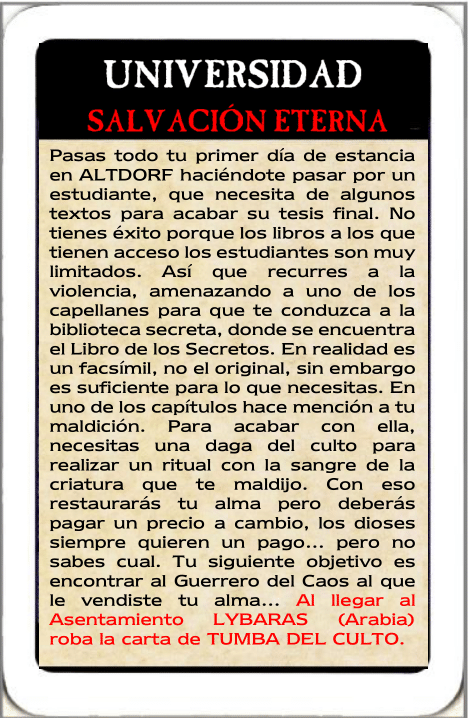 UNIVERSIDAD
SALVACIÓN ETERNA
Pasas todo tu primer día de estancia
en ALTDORF haciéndote pasar por un
estudiante, que necesita de algunos
textos para acabar su tesis final. No
tienes éxito porque los libros a los que
tienen acceso los estudiantes son muy
limitados. Así que recurres a la
violencia, amenazando a uno de los
capellanes para que te conduzca a la
biblioteca secreta, donde se encuentra
el Libro de los Secretos. En realidad es
un facsímil, no el original, sin embargo
es suficiente para lo que necesitas. En
uno de los capítulos hace mención a tu
maldición. Para acabar con ella,
necesitas una daga del culto para
realizar un ritual con la sangre de la
criatura que te maldijo. Con eso
restaurarás tu alma pero deberás
pagar un precio a cambio, los dioses
siempre quieren un pago... pero no
sabes cual. Tu siguiente objetivo es
encontrar al Guerrero del Caos al que
le vendiste tu alma... Al llegar al
Asentamiento LYBARAS (Arabia)
roba la carta de TUMBA DEL CULTO.